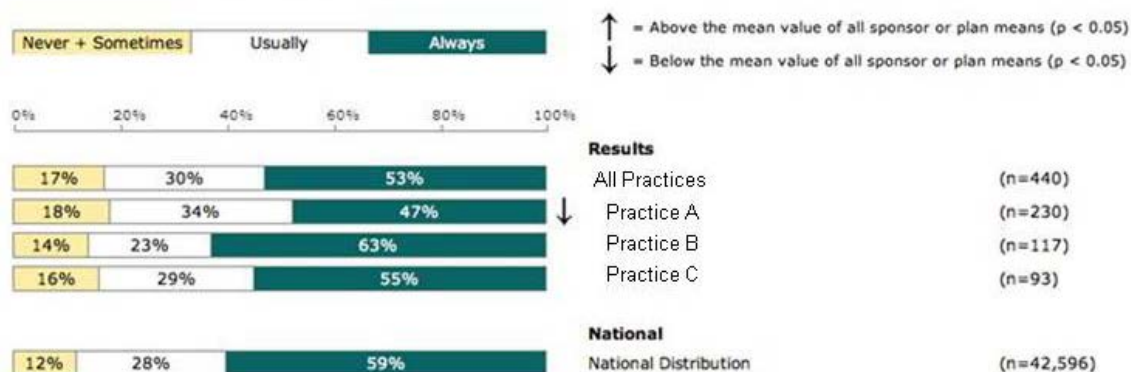 Never + Sometimes Usually Always
↑ = Above the mean value of all sponsor or plan means (p < 0.05)
↓ = Below the mean value of all sponsor or plan means (p < 0.05)
0% 20% 40% 60% 80% 100%
Results
17% 30% 53% All Practices (n=440)
18% 34% 47% ↓ Practice A (n=230)
14% 23% 63% Practice B (n=117)
16% 29% 55% Practice C (n=93)
National
12% 28% 59% National Distribution (n=42,596)